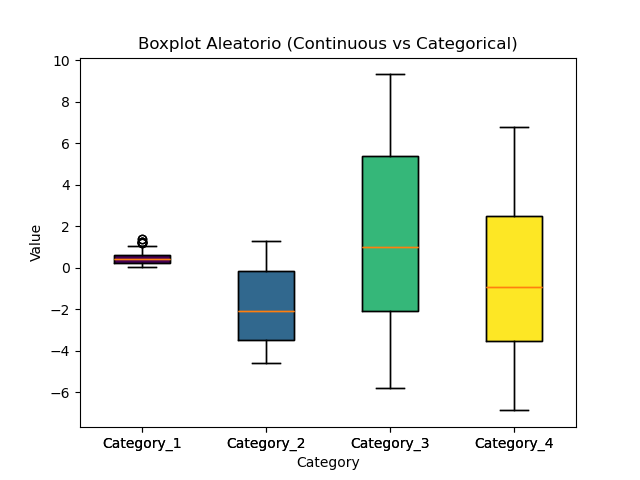 Boxplot Aleatorio (Continuous vs Categorical)
10
8
6
4
2
0
−2
−4
−6
Value
Category_1 Category_2 Category_3 Category_4
Category